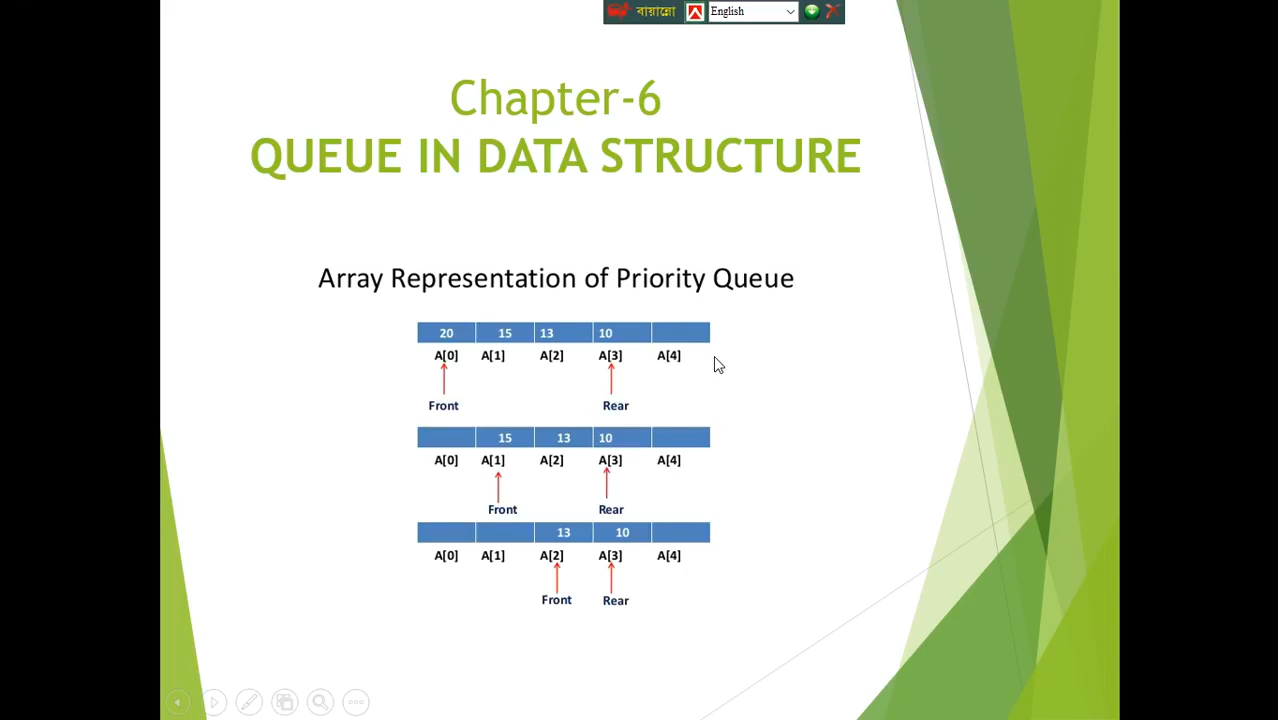 বায়ান্নো English
Chapter-6
QUEUE IN DATA STRUCTURE
Array Representation of Priority Queue
20 15 13 10
A[0] A[1] A[2] A[3] A[4]
Front Rear
15 13 10
A[0] A[1] A[2] A[3] A[4]
Front Rear
13 10
A[0] A[1] A[2] A[3] A[4]
Front Rear